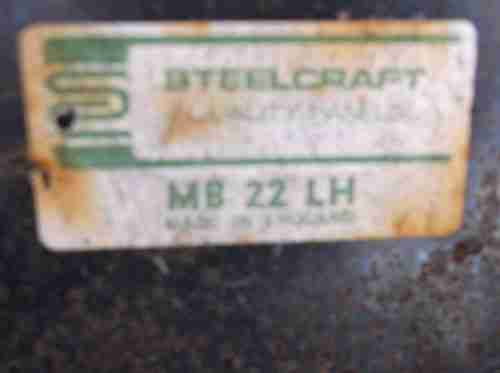 STEELCRAFT
MB 22 LH
MADE IN ENGLAND